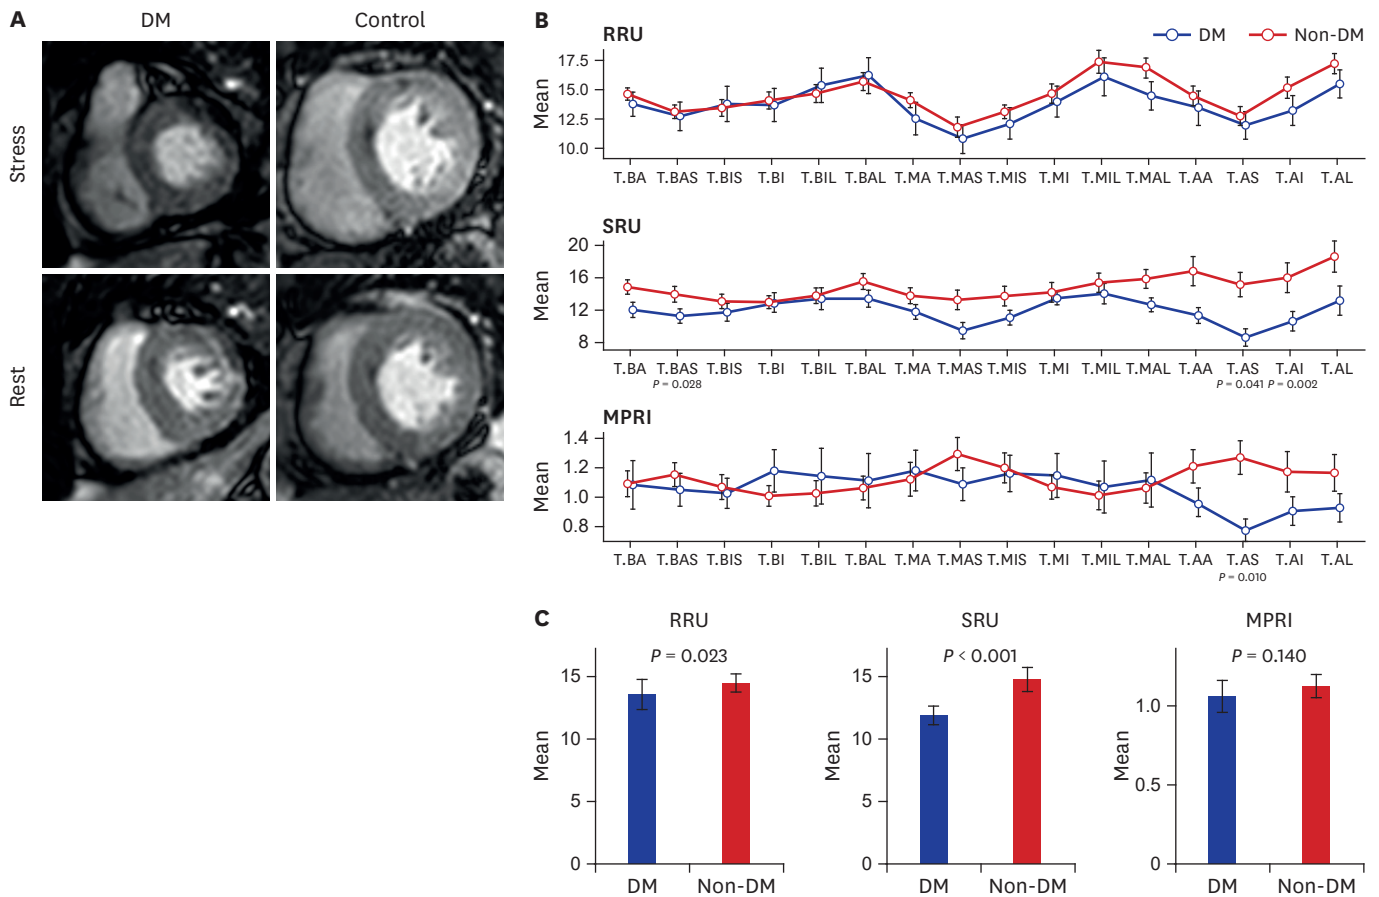 A
DM
Control
Stress
Rest
B
RRU
DM
Non-DM
Mean
17.5
15.0
12.5
10.0
T.BA T.BAS T.BIS T.BI T.BIL T.BAL T.MA T.MAS T.MIS T.MI T.MIL T.MAL T.AA T.AS T.AI T.AL
SRU
Mean
20
16
12
8
T.BA T.BAS T.BIS T.BI T.BIL T.BAL T.MA T.MAS T.MIS T.MI T.MIL T.MAL T.AA T.AS T.AI T.AL
P = 0.028
P = 0.041 P = 0.002
MPRI
Mean
1.4
1.2
1.0
0.8
T.BA T.BAS T.BIS T.BI T.BIL T.BAL T.MA T.MAS T.MIS T.MI T.MIL T.MAL T.AA T.AS T.AI T.AL
P = 0.010
C
RRU
P = 0.023
Mean
15
10
5
0
DM Non-DM
SRU
P < 0.001
Mean
15
10
5
0
DM Non-DM
MPRI
P = 0.140
Mean
1.0
0.5
0
DM Non-DM